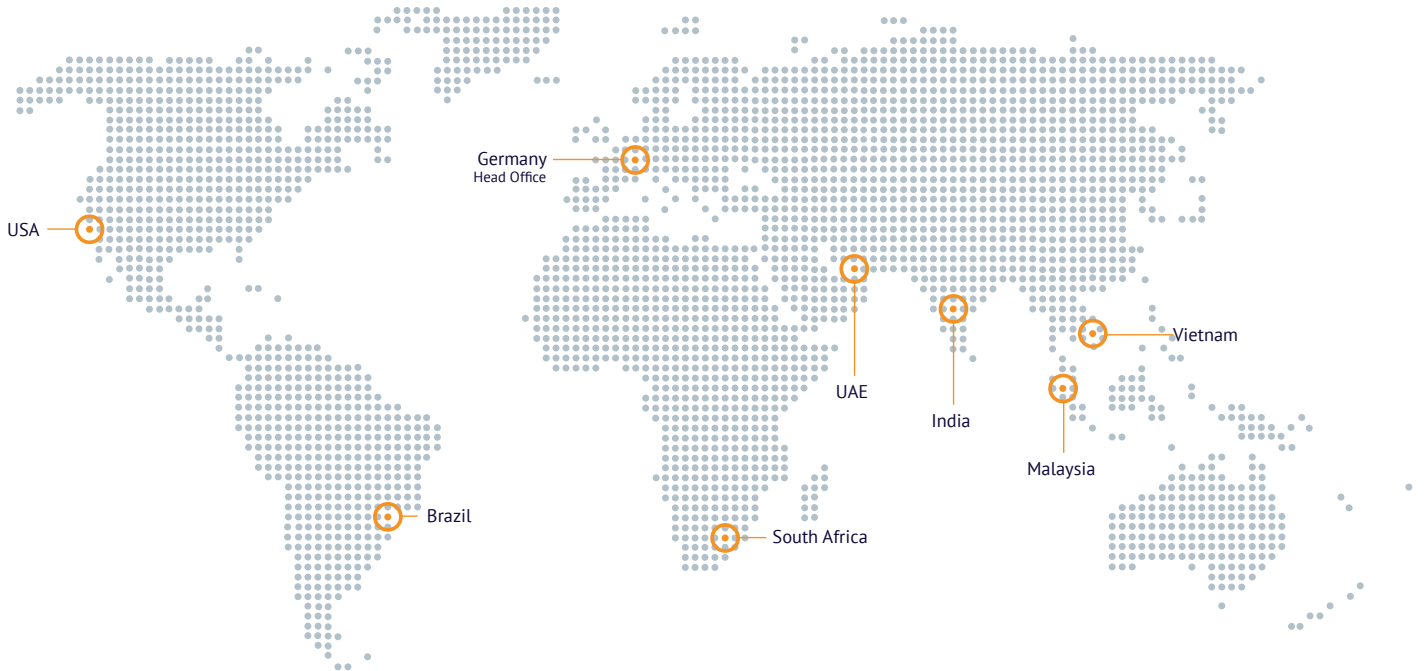 Germany
Head Office
USA
Vietnam
UAE
India
Malaysia
Brazil
South Africa